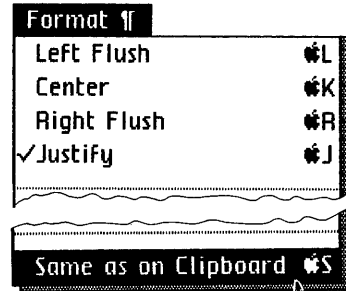 Format ¶
Left Flush L
Center K
Right Flush R
✓Justify J
Same as on Clipboard S